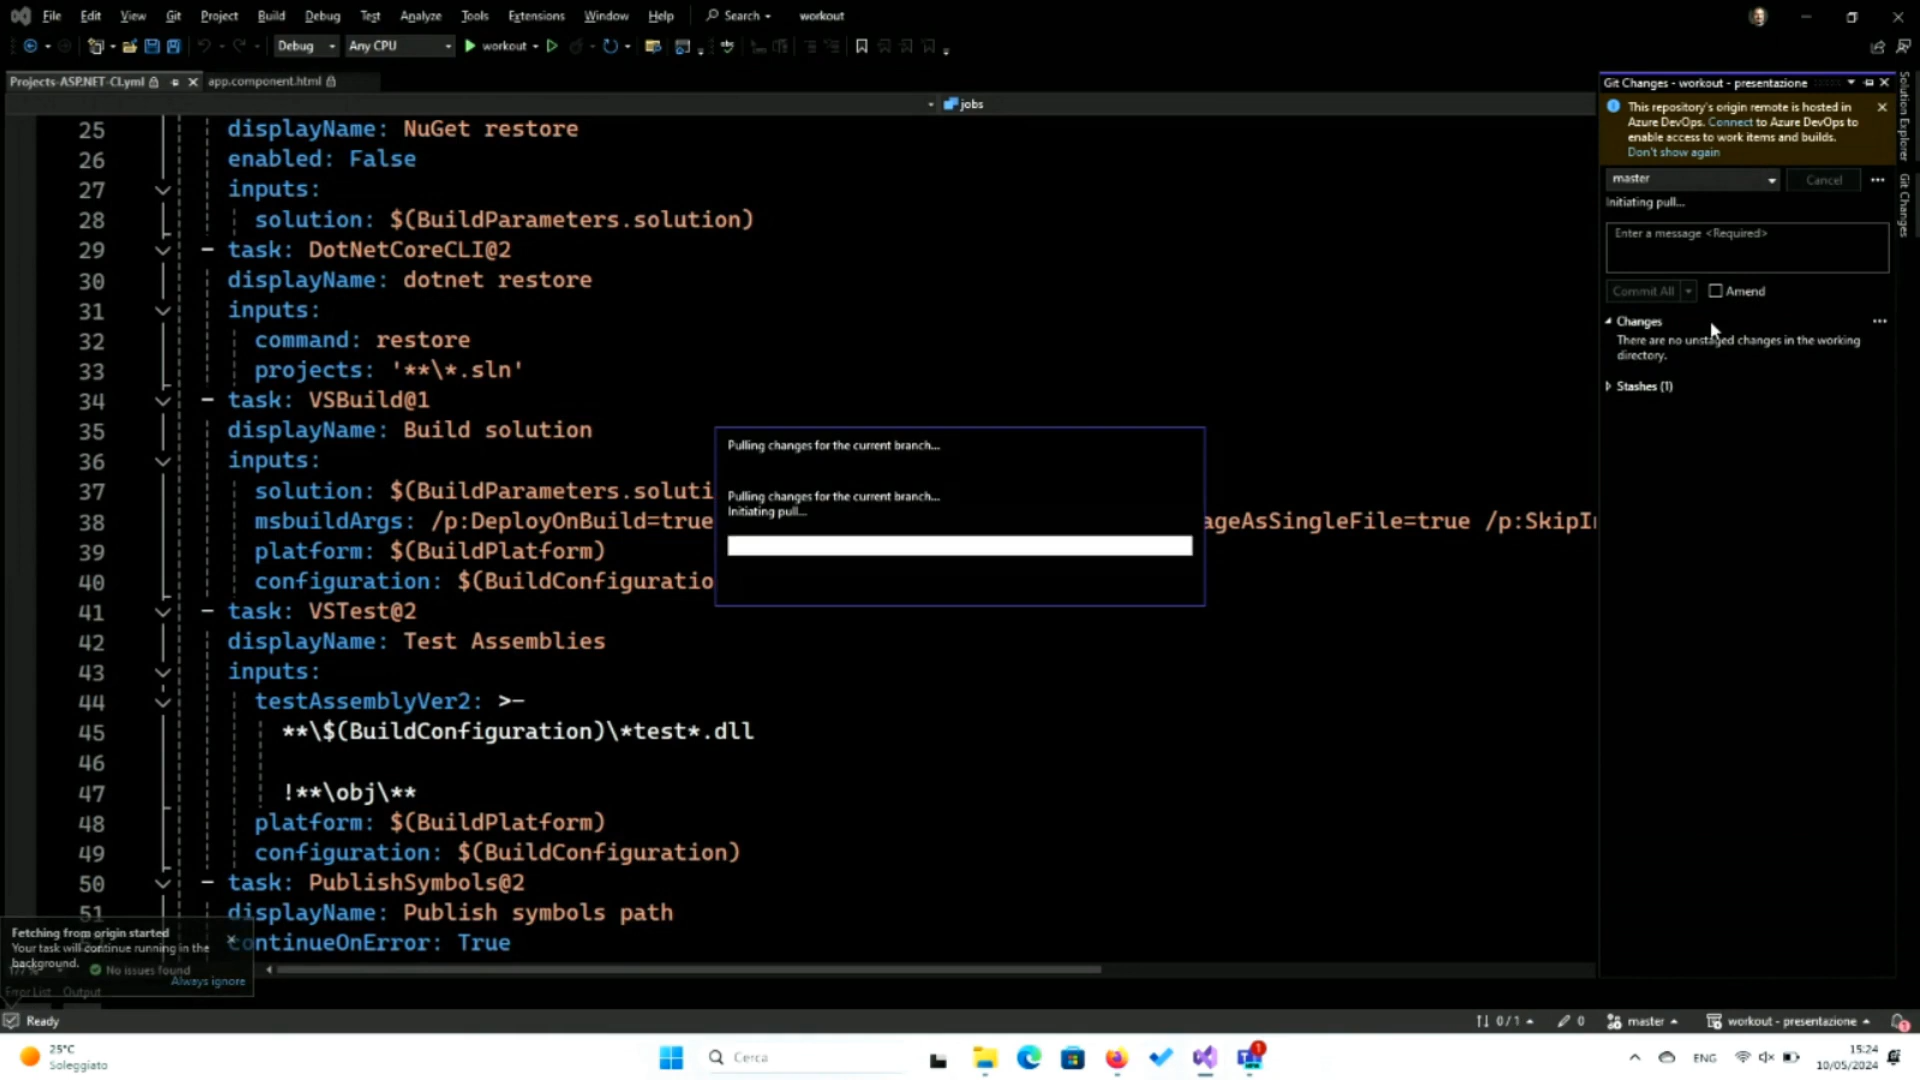 File Edit View Git Project Build Debug Test Analyze Tools Extensions Window Help Search workout
Debug Any CPU workout
Projects-ASP.NET-CI.yml app.component.html
jobs
25 displayName: NuGet restore
26 enabled: False
27 inputs:
28 solution: $(BuildParameters.solution)
29 - task: DotNetCoreCLI@2
30 displayName: dotnet restore
31 inputs:
32 command: restore
33 projects: '**\*.sln'
34 - task: VSBuild@1
35 displayName: Build solution
36 inputs:
37 solution: $(BuildParameters.soluti
38 msbuildArgs: /p:DeployOnBuild=true ageAsSingleFile=true /p:SkipIn
39 platform: $(BuildPlatform)
40 configuration: $(BuildConfiguratio
41 - task: VSTest@2
42 displayName: Test Assemblies
43 inputs:
44 testAssemblyVer2: >-
45 **\$(BuildConfiguration)\*test*.dll
46
47 !**\obj\**
48 platform: $(BuildPlatform)
49 configuration: $(BuildConfiguration)
50 - task: PublishSymbols@2
51 displayName: Publish symbols path
continueOnError: True
Pulling changes for the current branch...
Pulling changes for the current branch...
Initiating pull...
Git Changes - workout - presentazione
This repository's origin remote is hosted in
Azure DevOps. Connect to Azure DevOps to
enable access to work items and builds.
Don't show again
master Cancel
Initiating pull...
Enter a message <Required>
Commit All Amend
Changes
There are no unstaged changes in the working
directory.
Stashes (1)
Solution Explorer
Git Changes
Fetching from origin started
Your task will continue running in the
background.
No issues found
Always ignore
Error List Output
Ready 0/1 0 master workout - presentazione 1
25°C
Soleggiato
Cerca
1
ENG
15:24
10/05/2024